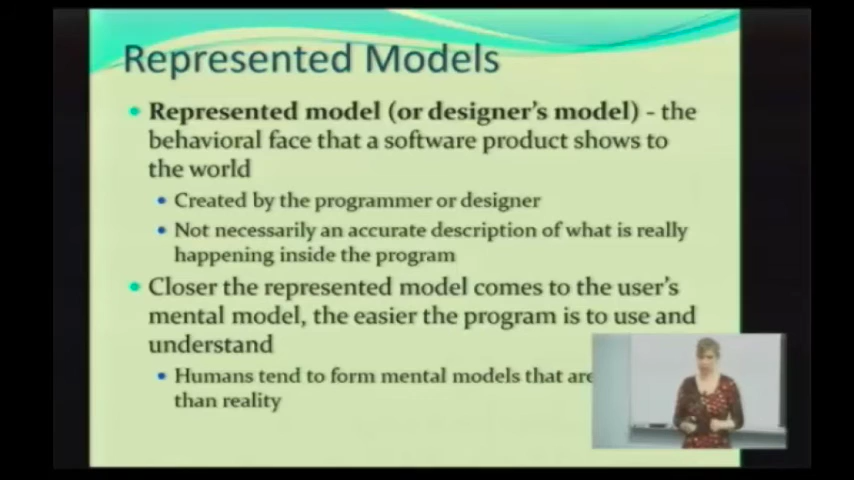 Represented Models
Represented model (or designer's model) - the
behavioral face that a software product shows to
the world
Created by the programmer or designer
Not necessarily an accurate description of what is really
happening inside the program
Closer the represented model comes to the user's
mental model, the easier the program is to use and
understand
Humans tend to form mental models that are
than reality